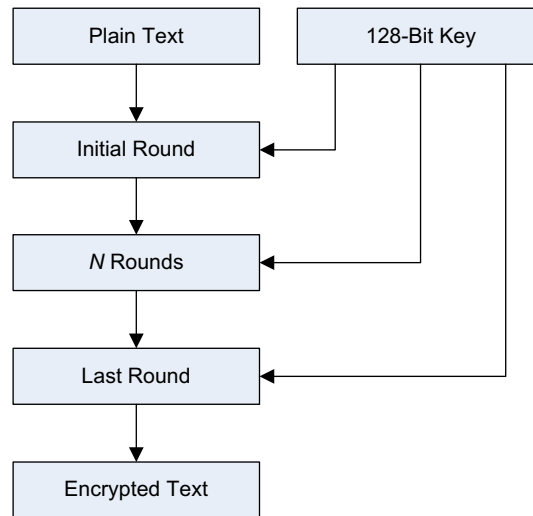 Plain Text
128-Bit Key
Initial Round
N Rounds
Last Round
Encrypted Text